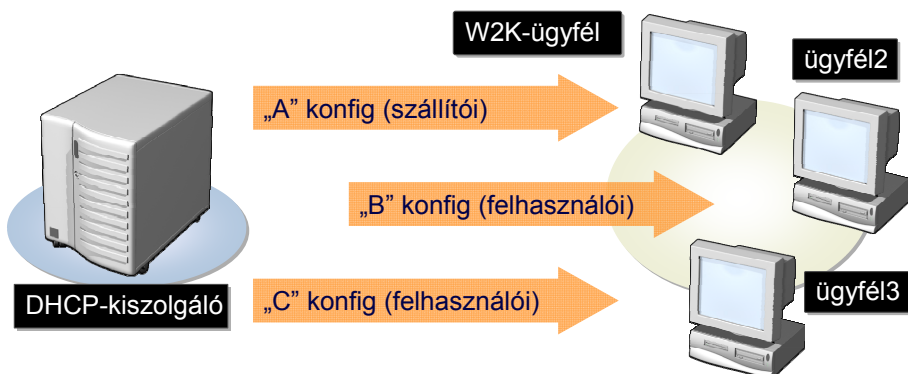 W2K-ügyfél
ügyfél2
„A” konfig (szállítói)
„B” konfig (felhasználói)
DHCP-kiszolgáló
„C” konfig (felhasználói)
ügyfél3